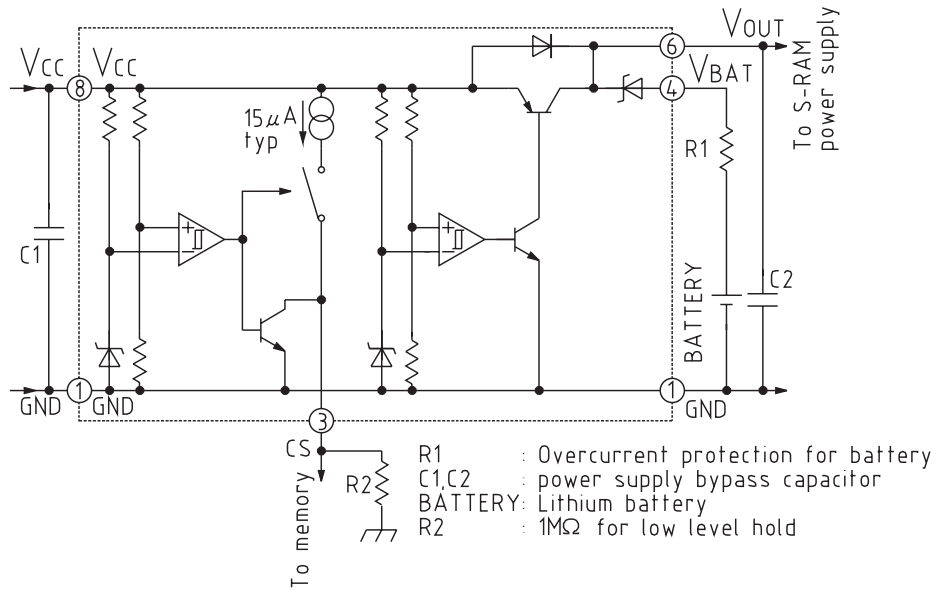 VOUT
6
To S-RAM
power supply
VCC
VCC
VBAT
8
4
15μA
typ
R1
+
−
+
−
C1
BATTERY
C2
1
1
GND
GND
GND
3
CS
R2
To memory
R1 : Overcurrent protection for battery
C1,C2 : power supply bypass capacitor
BATTERY: Lithium battery
R2 : 1MΩ for low level hold